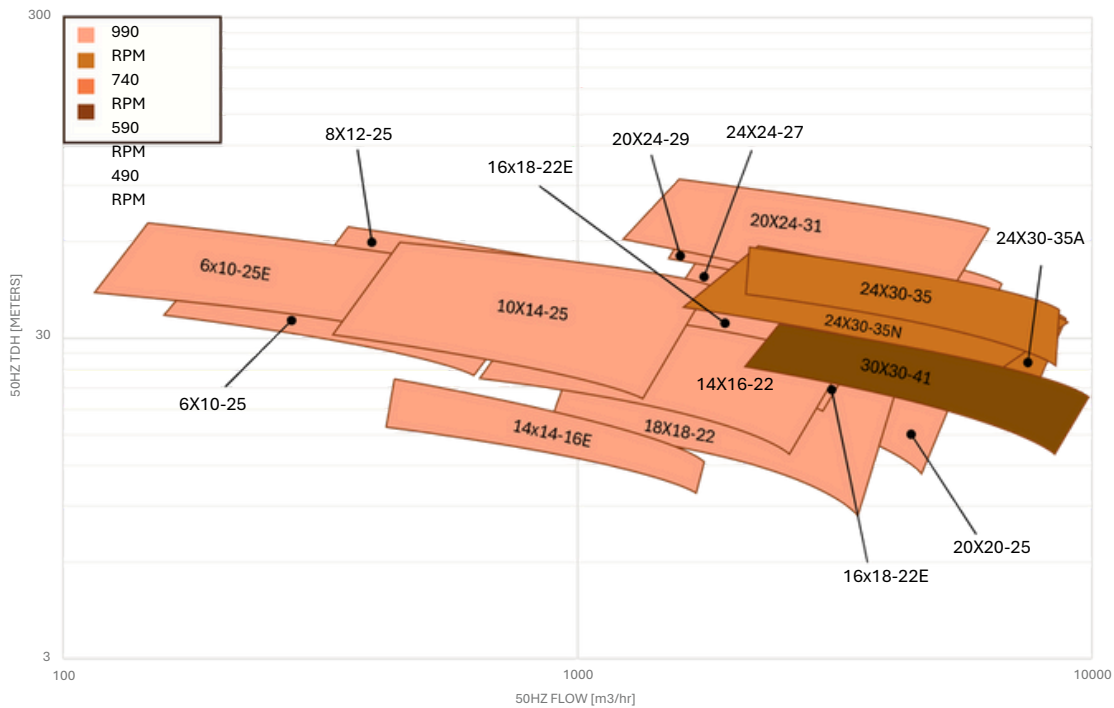 300
990
RPM
740
RPM
590
RPM
490
RPM
8X12-25
20X24-29
24X24-27
16x18-22E
20X24-31
24X30-35A
6x10-25E
24X30-35
10X14-25
24X30-35N
30
50HZ TDH [METERS]
30X30-41
14X16-22
6X10-25
14x14-16E
18X18-22
20X20-25
16x18-22E
3
100
1000
10000
50HZ FLOW [m3/hr]